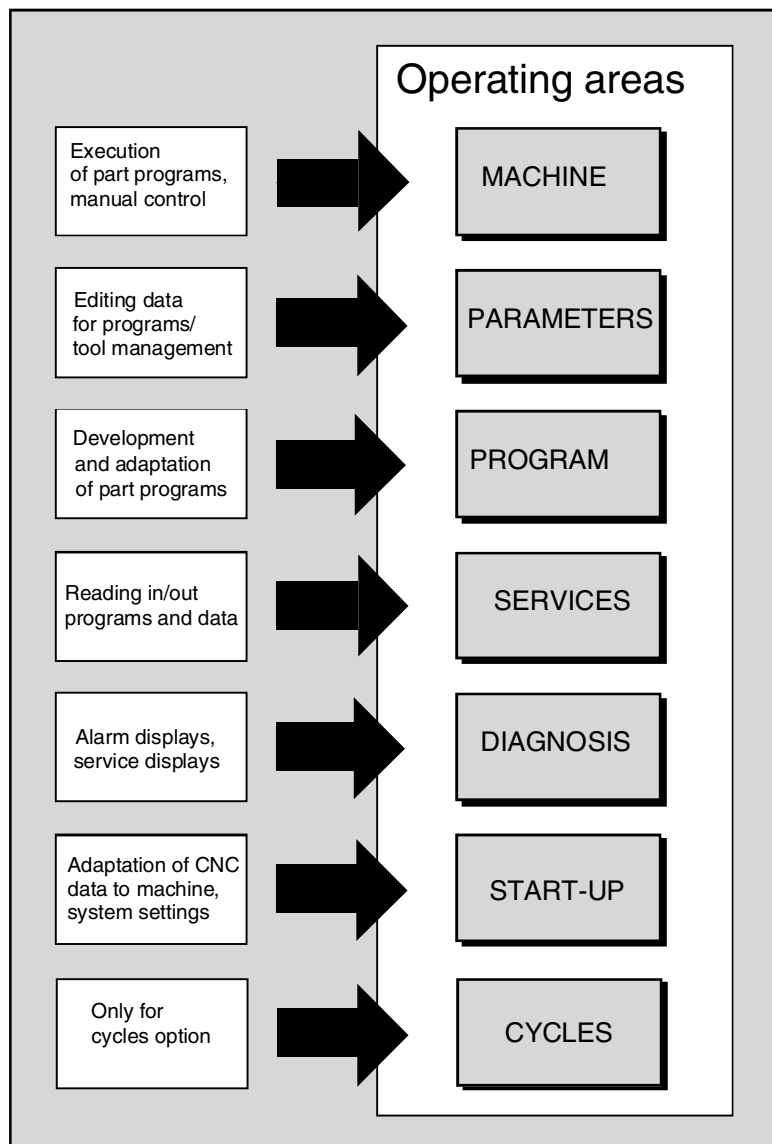 Operating areas
Execution
of part programs,
manual control
MACHINE
Editing data
for programs/
tool management
PARAMETERS
Development
and adaptation
of part programs
PROGRAM
Reading in/out
programs and data
SERVICES
Alarm displays,
service displays
DIAGNOSIS
Adaptation of CNC
data to machine,
system settings
START-UP
Only for
cycles option
CYCLES